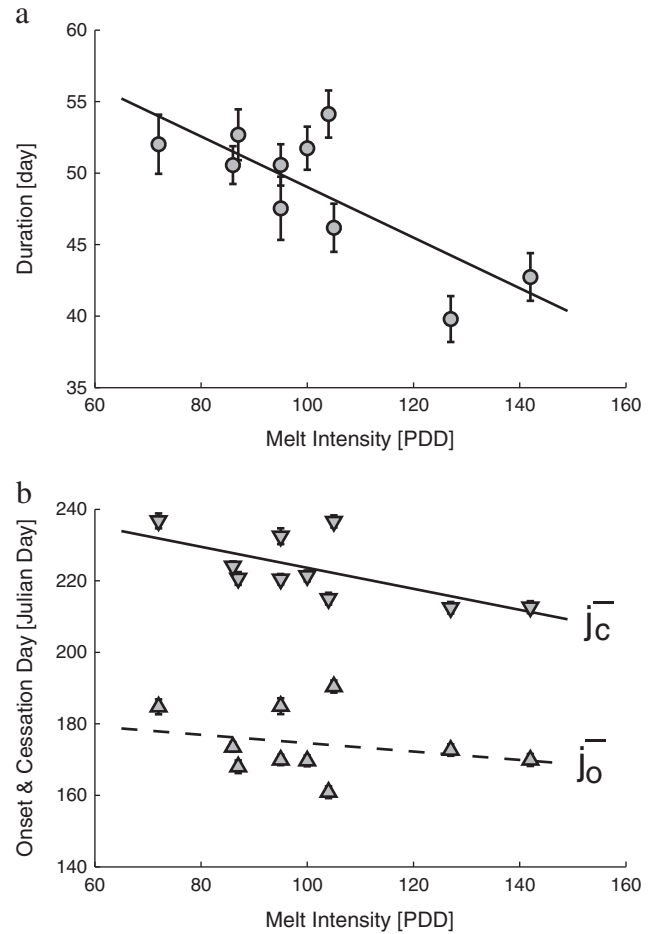 a
60
55
50
45
40
35
Duration [day]
60 80 100 120 140 160
Melt Intensity [PDD]
b
240
220
200
180
160
140
Onset & Cessation Day [Julian Day]
j̅c
j̅o
60 80 100 120 140 160
Melt Intensity [PDD]